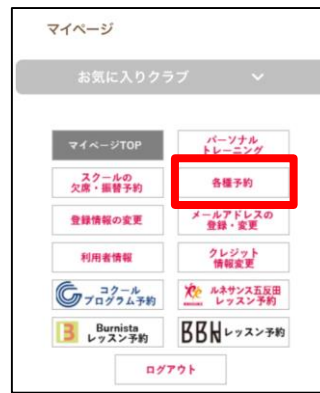 マイページ
お気に入りクラブ
マイページTOP
パーソナル
トレーニング
スクールの
欠席・振替予約
各種予約
登録情報の変更
メールアドレスの
登録・変更
利用者情報
クレジット
情報変更
コクール
プログラム予約
ルネサンス五反田
レッスン予約
Burnista
レッスン予約
BBHレッスン予約
ログアウト